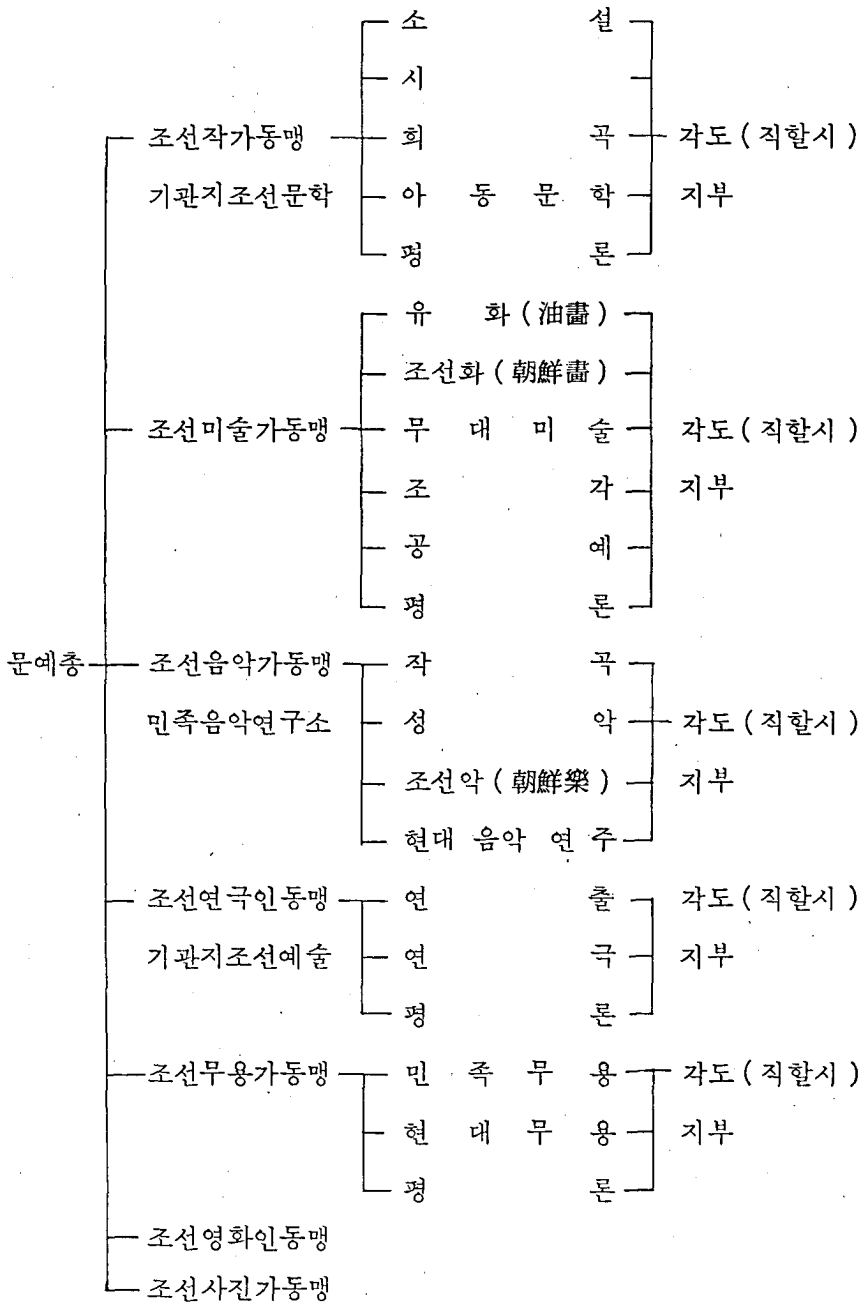 소 설
시
조선작가동맹 희 곡 각도 (직할시)
기관지조선문학 아 동 문 학 지부
평 론
유 화 (油畵)
조선화 (朝鮮畵)
조선미술가동맹 무 대 미 술 각도 (직할시)
조 각 지부
공 예
평 론
문예총 조선음악가동맹 작 곡
민족음악연구소 성 악 각도 (직할시)
조선악 (朝鮮樂) 지부
현대 음악 연주
조선연극인동맹 연 출 각도 (직할시)
기관지조선예술 연 극 지부
평 론
조선무용가동맹 민 족 무 용 각도 (직할시)
현 대 무 용 지부
평 론
조선영화인동맹
조선사진가동맹